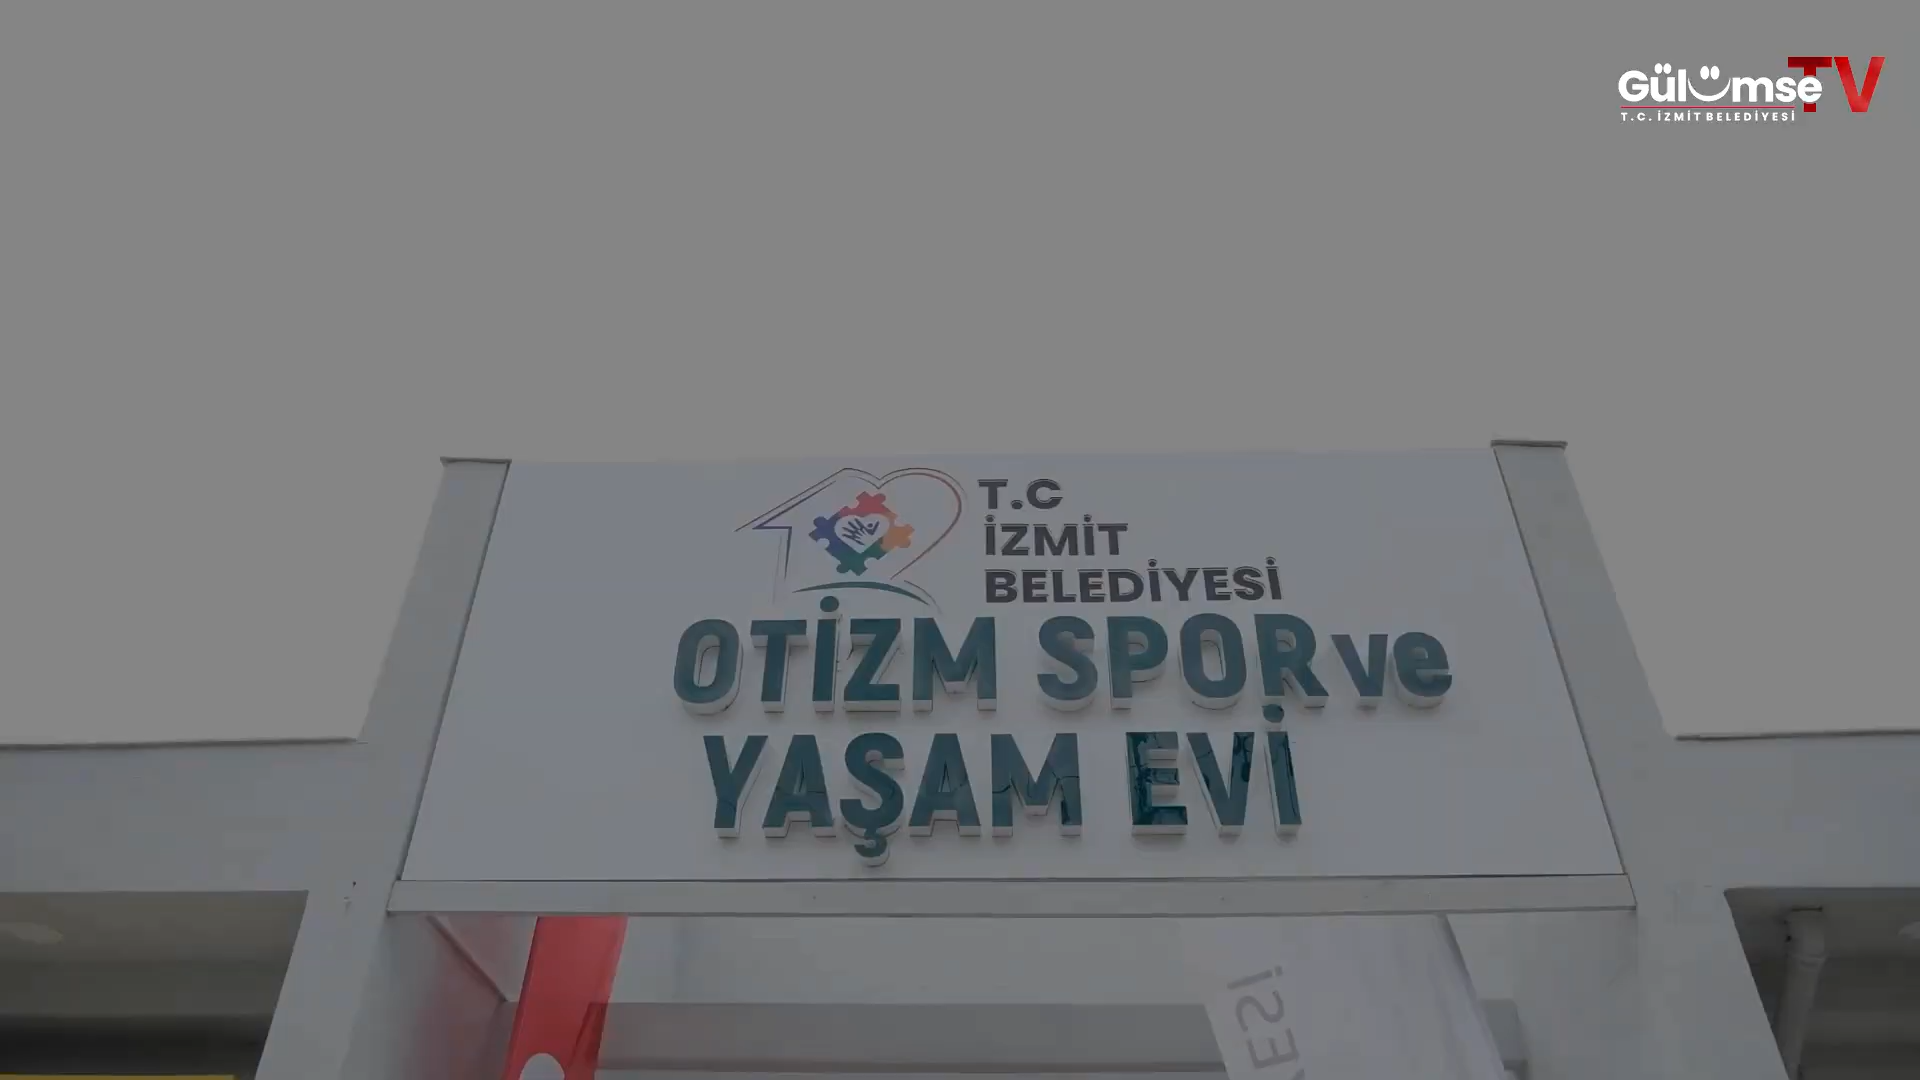 GülümseTV
T.C. İZMİT BELEDİYESİ
T.C
İZMİT
BELEDİYESİ
OTİZM SPOR ve
YAŞAM EVİ